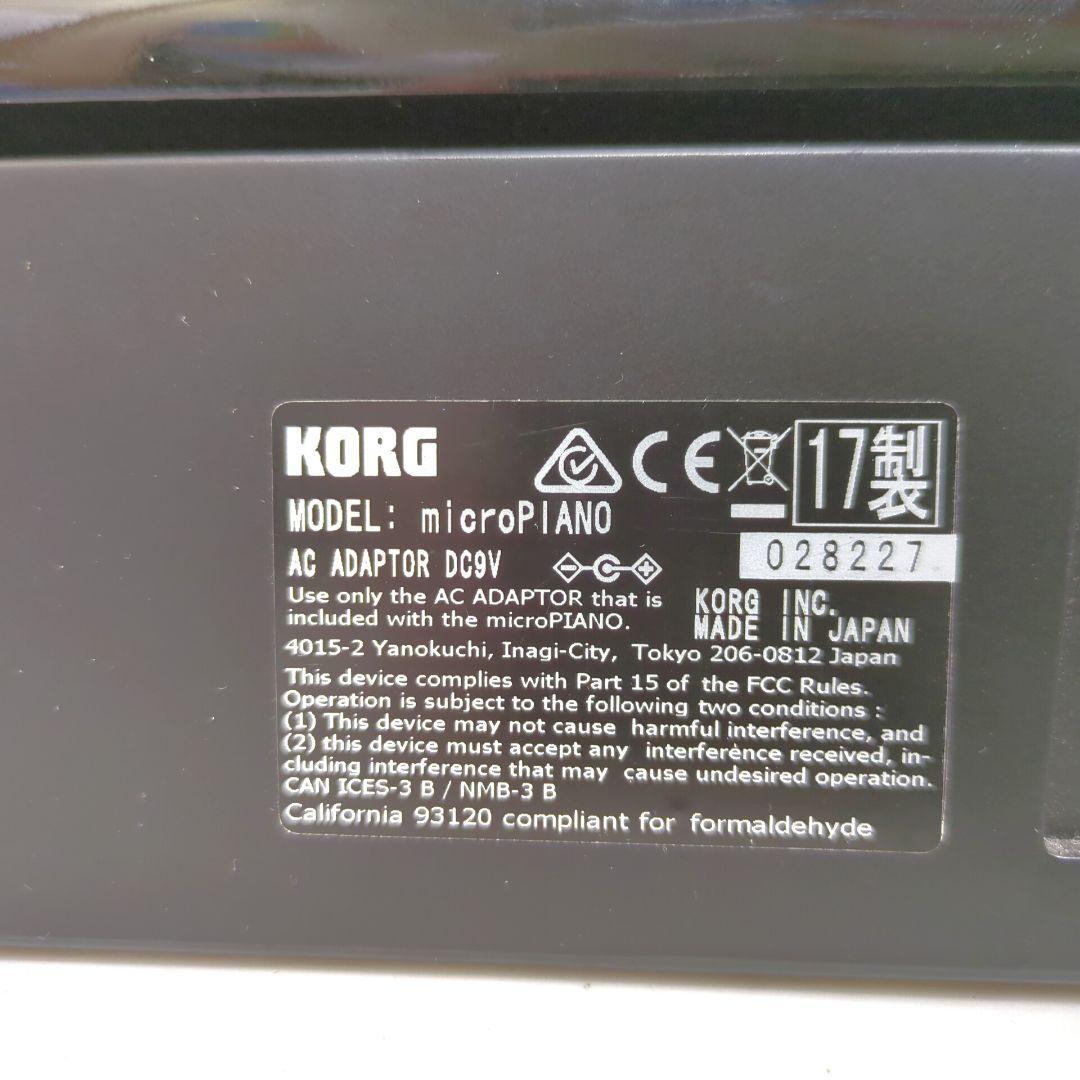 KORG
CE
17製
MODEL: microPIANO
028227
AC ADAPTOR DC9V
Use only the AC ADAPTOR that is
included with the microPIANO.
KORG INC.
MADE IN JAPAN
4015-2 Yanokuchi, Inagi-City, Tokyo 206-0812 Japan
This device complies with Part 15 of the FCC Rules.
Operation is subject to the following two conditions :
(1) This device may not cause harmful interference, and
(2) this device must accept any interference received, in-
cluding interference that may cause undesired operation.
CAN ICES-3 B / NMB-3 B
California 93120 compliant for formaldehyde